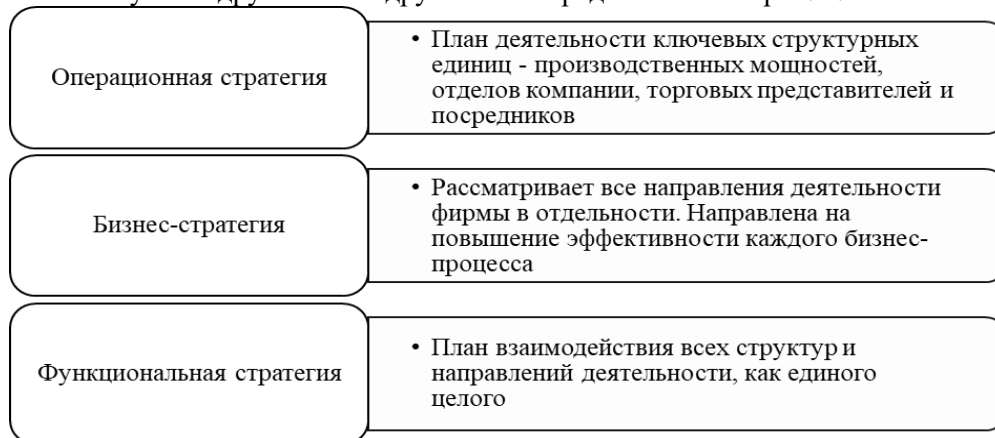 Операционная стратегия
• План деятельности ключевых структурных
единиц - производственных мощностей,
отделов компании, торговых представителей и
посредников
Бизнес-стратегия
• Рассматривает все направления деятельности
фирмы в отдельности. Направлена на
повышение эффективности каждого бизнес-
процесса
Функциональная стратегия
• План взаимодействия всех структур и
направлений деятельности, как единого
целого